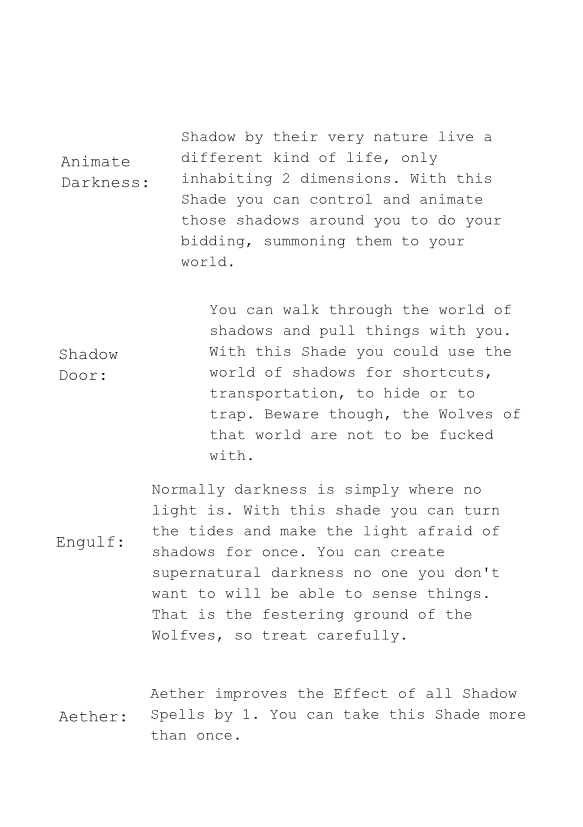 Animate
Darkness:
Shadow by their very nature live a
different kind of life, only
inhabiting 2 dimensions. With this
Shade you can control and animate
those shadows around you to do your
bidding, summoning them to your
world.
Shadow
Door:
You can walk through the world of
shadows and pull things with you.
With this Shade you could use the
world of shadows for shortcuts,
transportation, to hide or to
trap. Beware though, the Wolves of
that world are not to be fucked
with.
Engulf:
Normally darkness is simply where no
light is. With this shade you can turn
the tides and make the light afraid of
shadows for once. You can create
supernatural darkness no one you don't
want to will be able to sense things.
That is the festering ground of the
Wolfves, so treat carefully.
Aether:
Aether improves the Effect of all Shadow
Spells by 1. You can take this Shade more
than once.